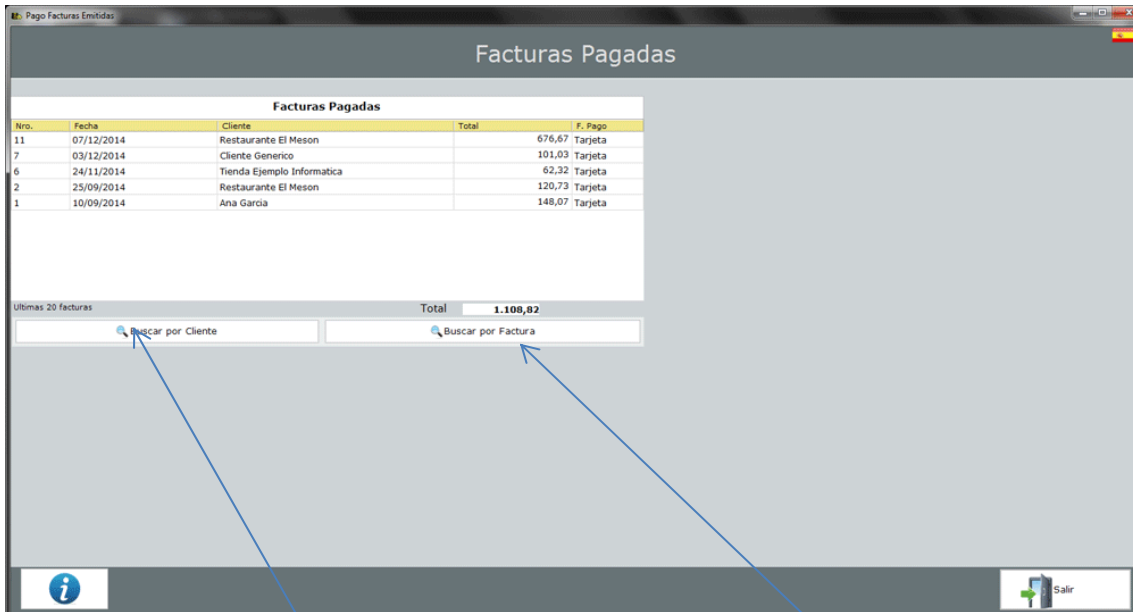 Pago Facturas Emitidas
Facturas Pagadas
Facturas Pagadas
Nro. Fecha Cliente Total F. Pago
11 07/12/2014 Restaurante El Meson 676,67 Tarjeta
7 03/12/2014 Cliente Generico 101,03 Tarjeta
6 24/11/2014 Tienda Ejemplo Informatica 62,32 Tarjeta
2 25/09/2014 Restaurante El Meson 120,73 Tarjeta
1 10/09/2014 Ana Garcia 148,07 Tarjeta
Ultimas 20 facturas Total 1.108,82
Buscar por Cliente Buscar por Factura
i Salir